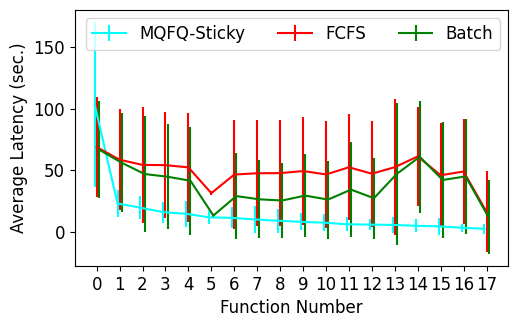 MQFQ-Sticky FCFS Batch
150
100
50
0
Average Latency (sec.)
0 1 2 3 4 5 6 7 8 9 10 11 12 13 14 15 16 17
Function Number